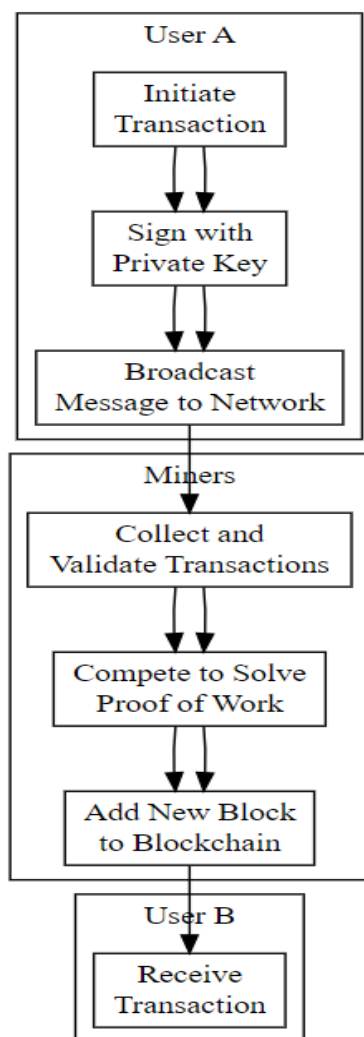 User A
Initiate
Transaction
Sign with
Private Key
Broadcast
Message to Network
Miners
Collect and
Validate Transactions
Compete to Solve
Proof of Work
Add New Block
to Blockchain
User B
Receive
Transaction